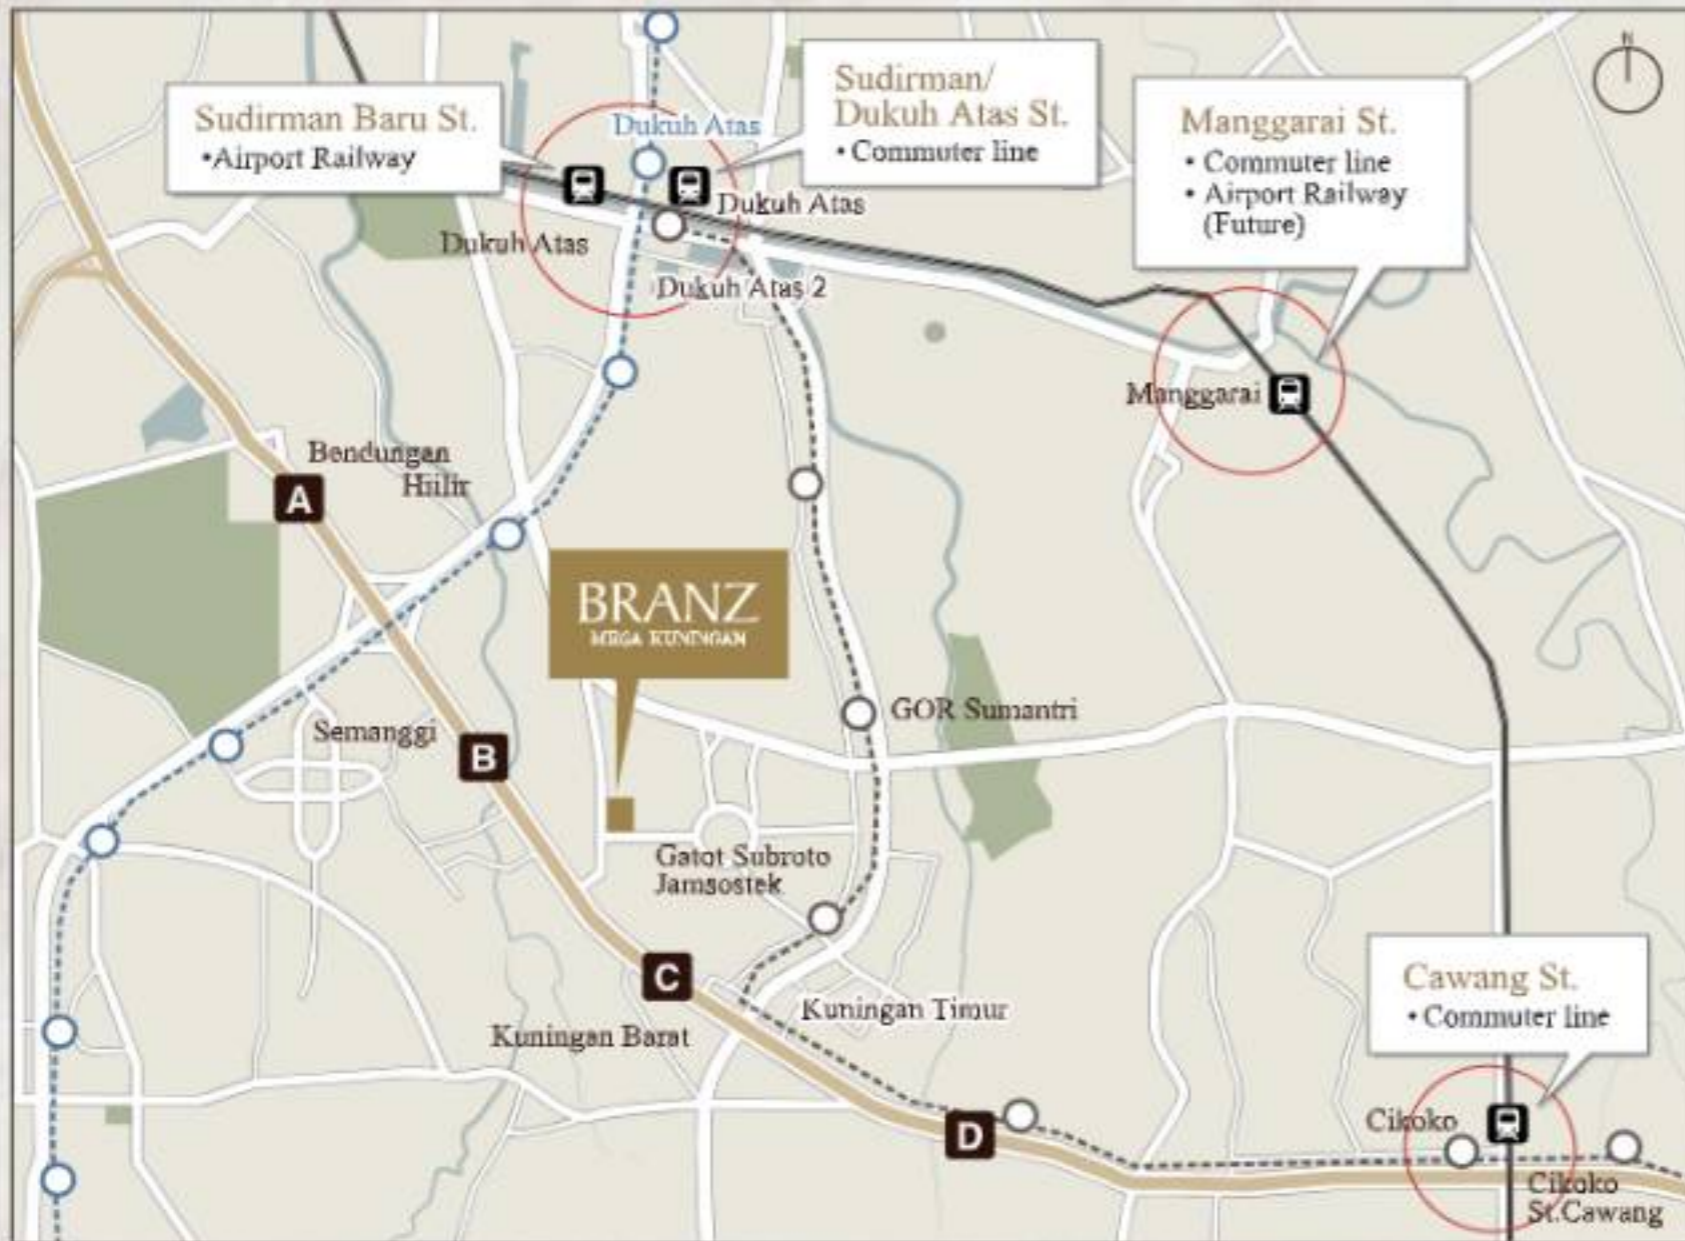 N
Sudirman Baru St.
•Airport Railway
Dukuh Atas
Sudirman/
Dukuh Atas St.
• Commuter line
Manggarai St.
• Commuter line
• Airport Railway
(Future)
Dukuh Atas
Dukuh Atas
Dukuh Atas 2
Manggarai
Bendungan
Hiilir
A
BRANZ
MEGA KUNINGAN
GOR Sumantri
Semanggi
B
Gatot Subroto
Jamsostek
C
Kuningan Barat
Kuningan Timur
Cawang St.
• Commuter line
D
Cikoko
Cikoko
St.Cawang